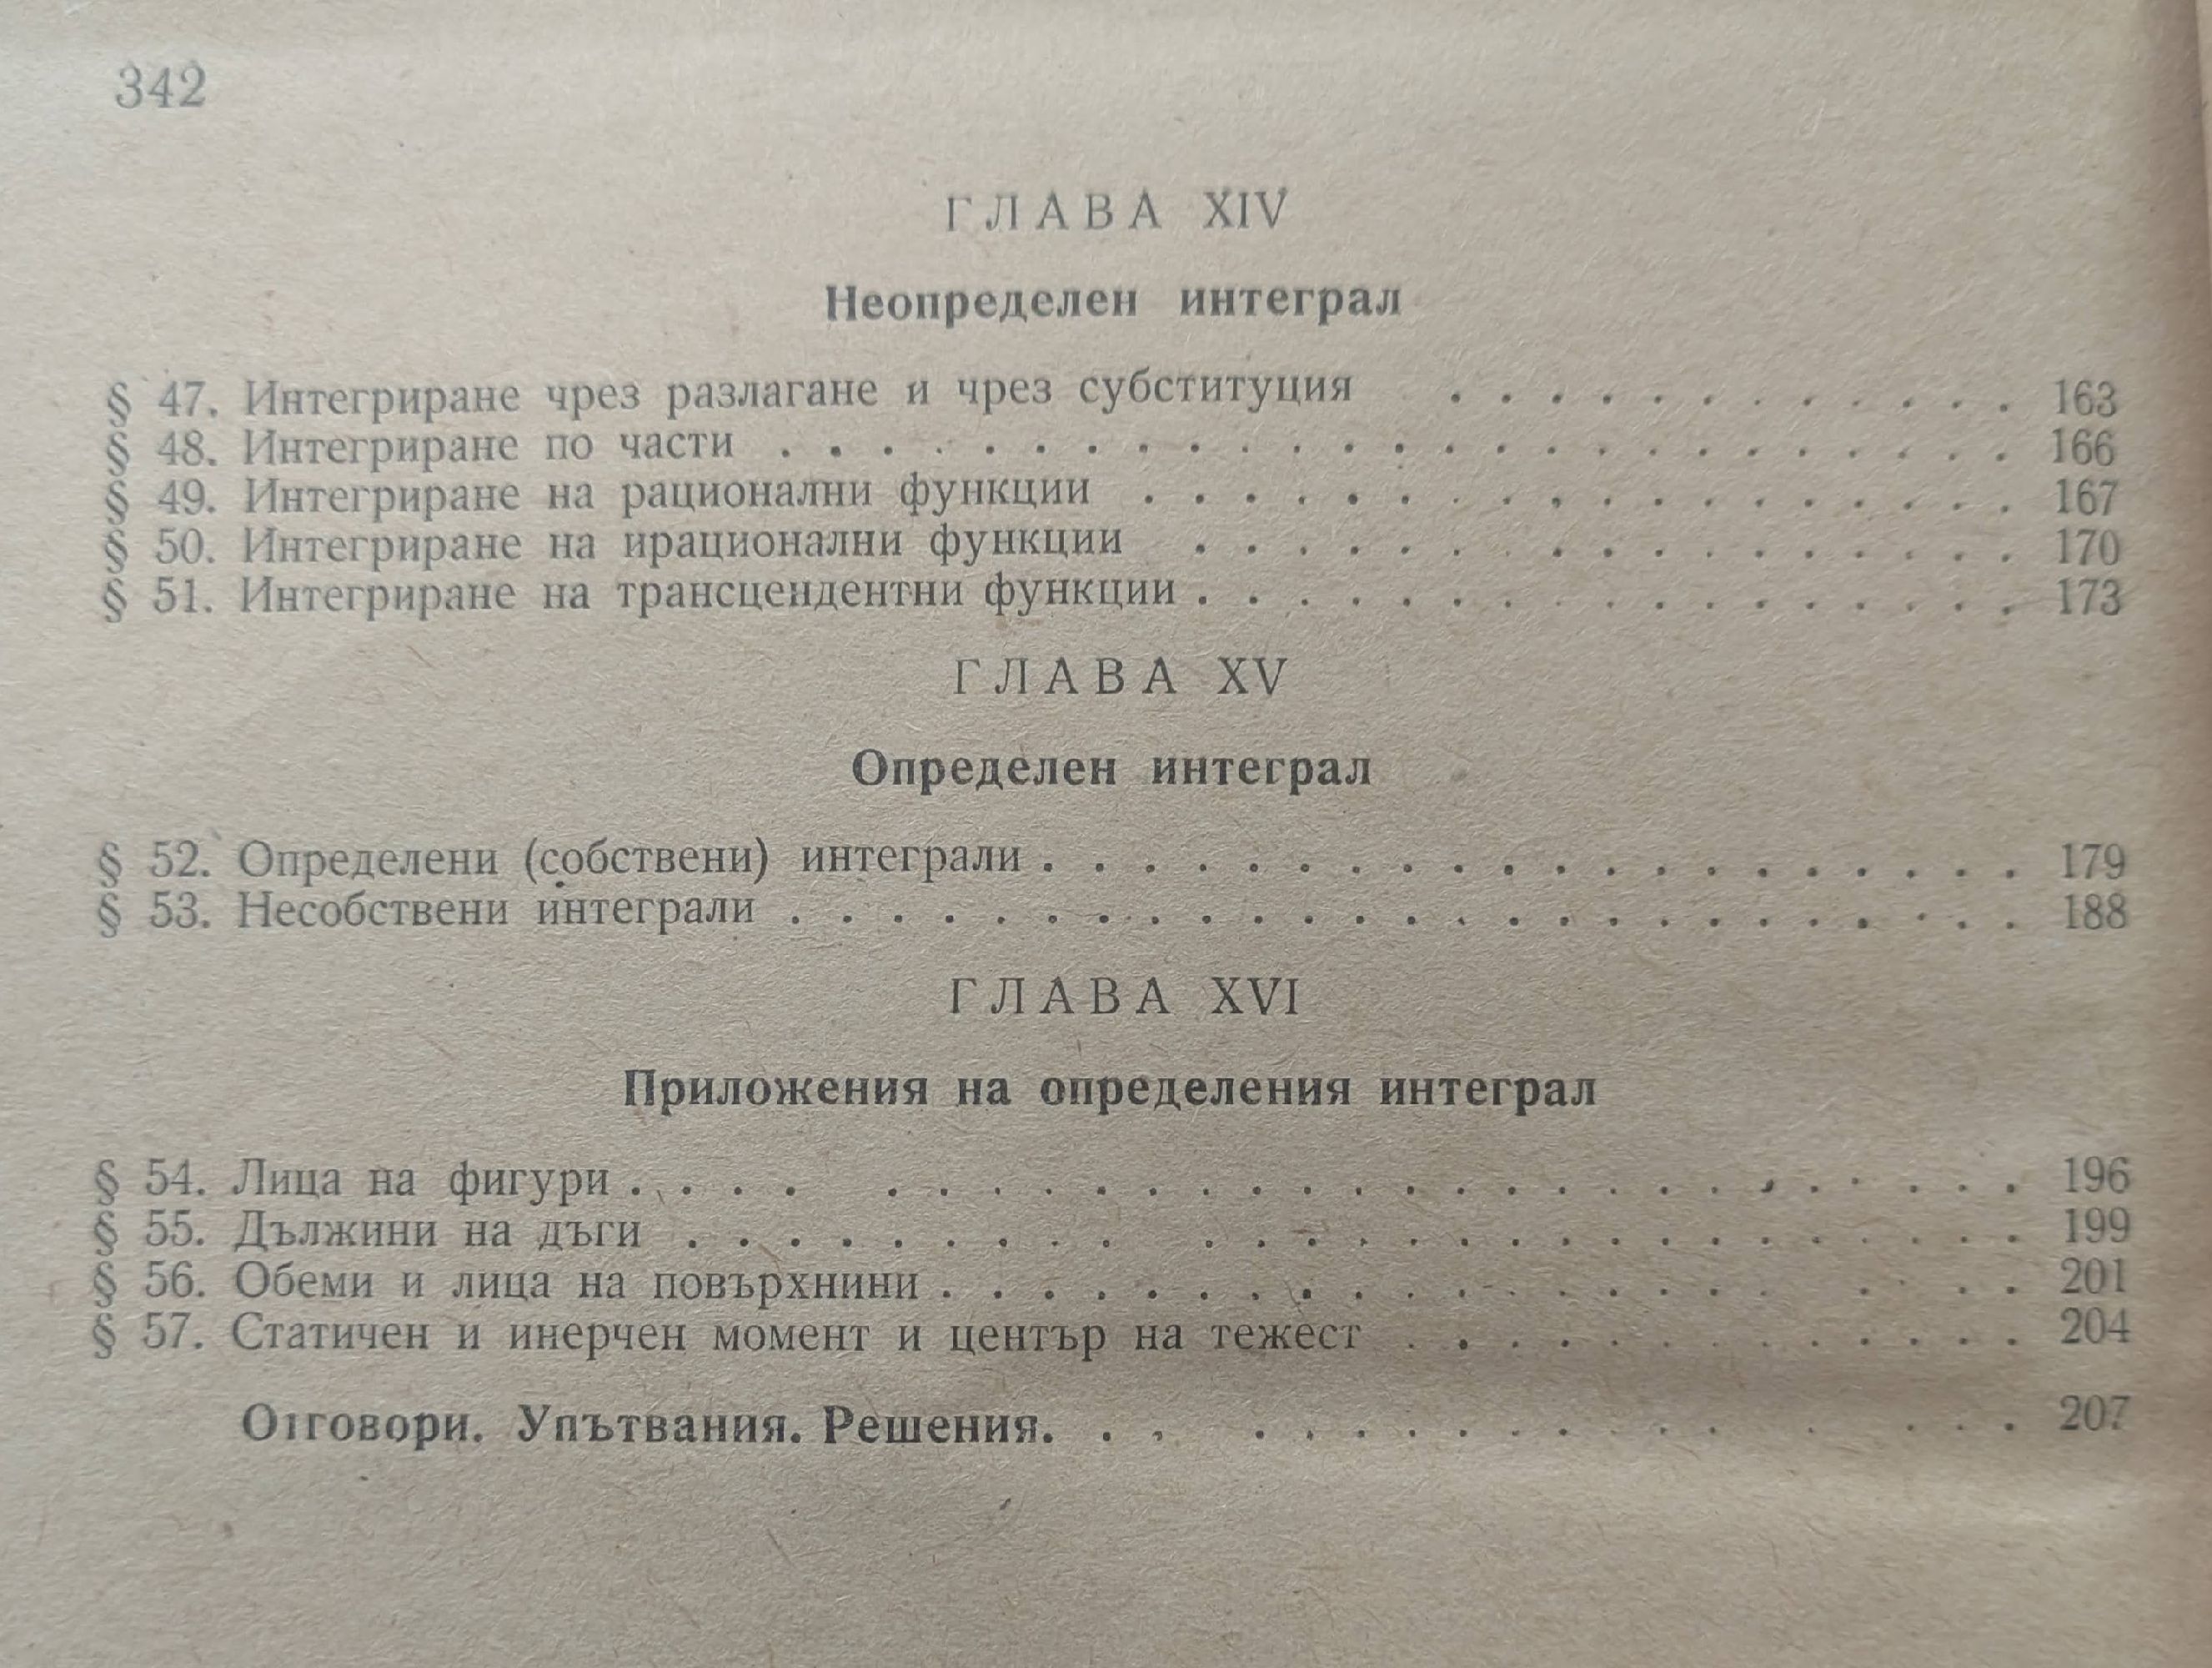 342
ГЛАВА XIV
Неопределен интеграл
§ 47. Интегриране чрез разлагане и чрез субституция . . . . . . . . . . . . 163
§ 48. Интегриране по части . . . . . . . . . . . . . . . . . . . . . . . . . 166
§ 49. Интегриране на рационални функции . . . . . . . . . . . . . . . . . . 167
§ 50. Интегриране на ирационални функции . . . . . . . . . . . . . . . . . 170
§ 51. Интегриране на трансцендентни функции . . . . . . . . . . . . . . . . . 173
ГЛАВА XV
Определен интеграл
§ 52. Определени (собствени) интеграли . . . . . . . . . . . . . . . . . . . . 179
§ 53. Несобствени интеграли . . . . . . . . . . . . . . . . . . . . . . . . . 188
ГЛАВА XVI
Приложения на определения интеграл
§ 54. Лица на фигури . . . . . . . . . . . . . . . . . . . . . . . . . . . 196
§ 55. Дължини на дъги . . . . . . . . . . . . . . . . . . . . . . . . . . 199
§ 56. Обеми и лица на повърхнини . . . . . . . . . . . . . . . . . . . . 201
§ 57. Статичен и инерчен момент и център на тежест . . . . . . . . . . . . . 204
Отговори. Упътвания. Решения. . . . . . . . . . . . . . . . . . . 207